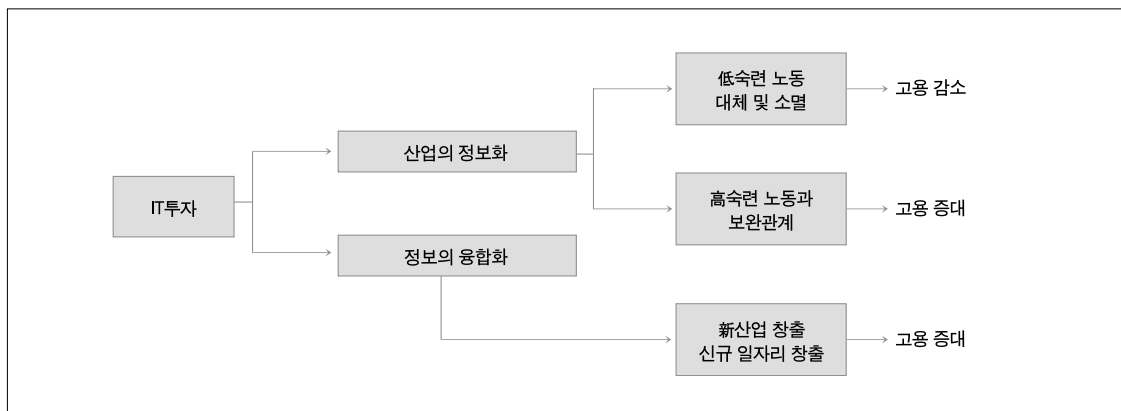 低숙련 노동
대체 및 소멸
고용 감소
산업의 정보화
IT투자
高숙련 노동과
보완관계
고용 증대
정보의 융합화
新산업 창출
신규 일자리 창출
고용 증대